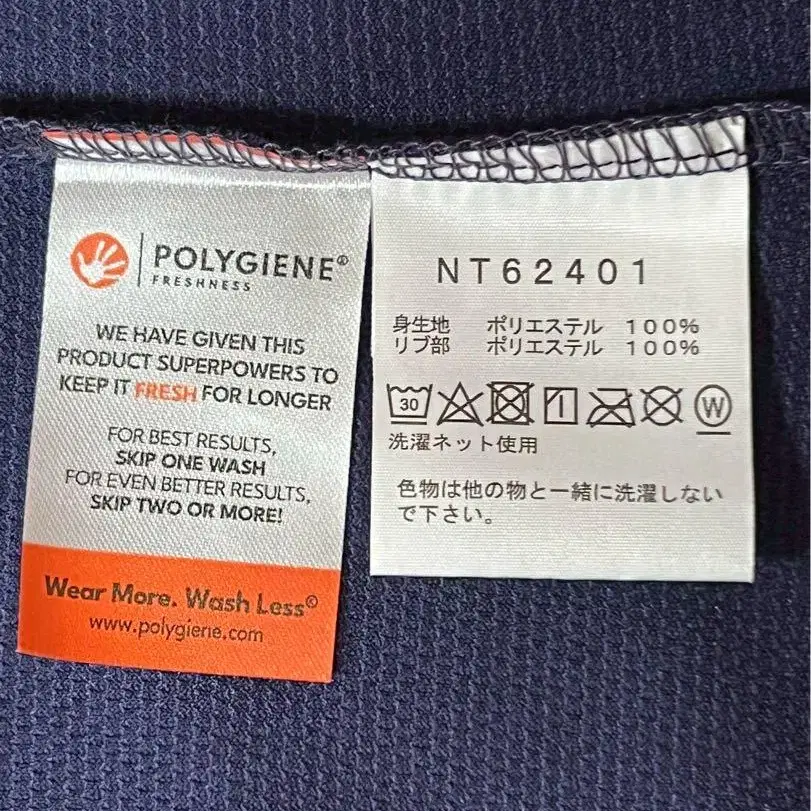 POLYGIENE®
FRESHNESS
WE HAVE GIVEN THIS
PRODUCT SUPERPOWERS TO
KEEP IT FRESH FOR LONGER
FOR BEST RESULTS,
SKIP ONE WASH
FOR EVEN BETTER RESULTS,
SKIP TWO OR MORE!
Wear More. Wash Less®
www.polygiene.com
NT62401
身生地 ポリエステル 100%
リブ部 ポリエステル 100%
30 W
洗濯ネット使用
色物は他の物と一緒に洗濯しない
で下さい。